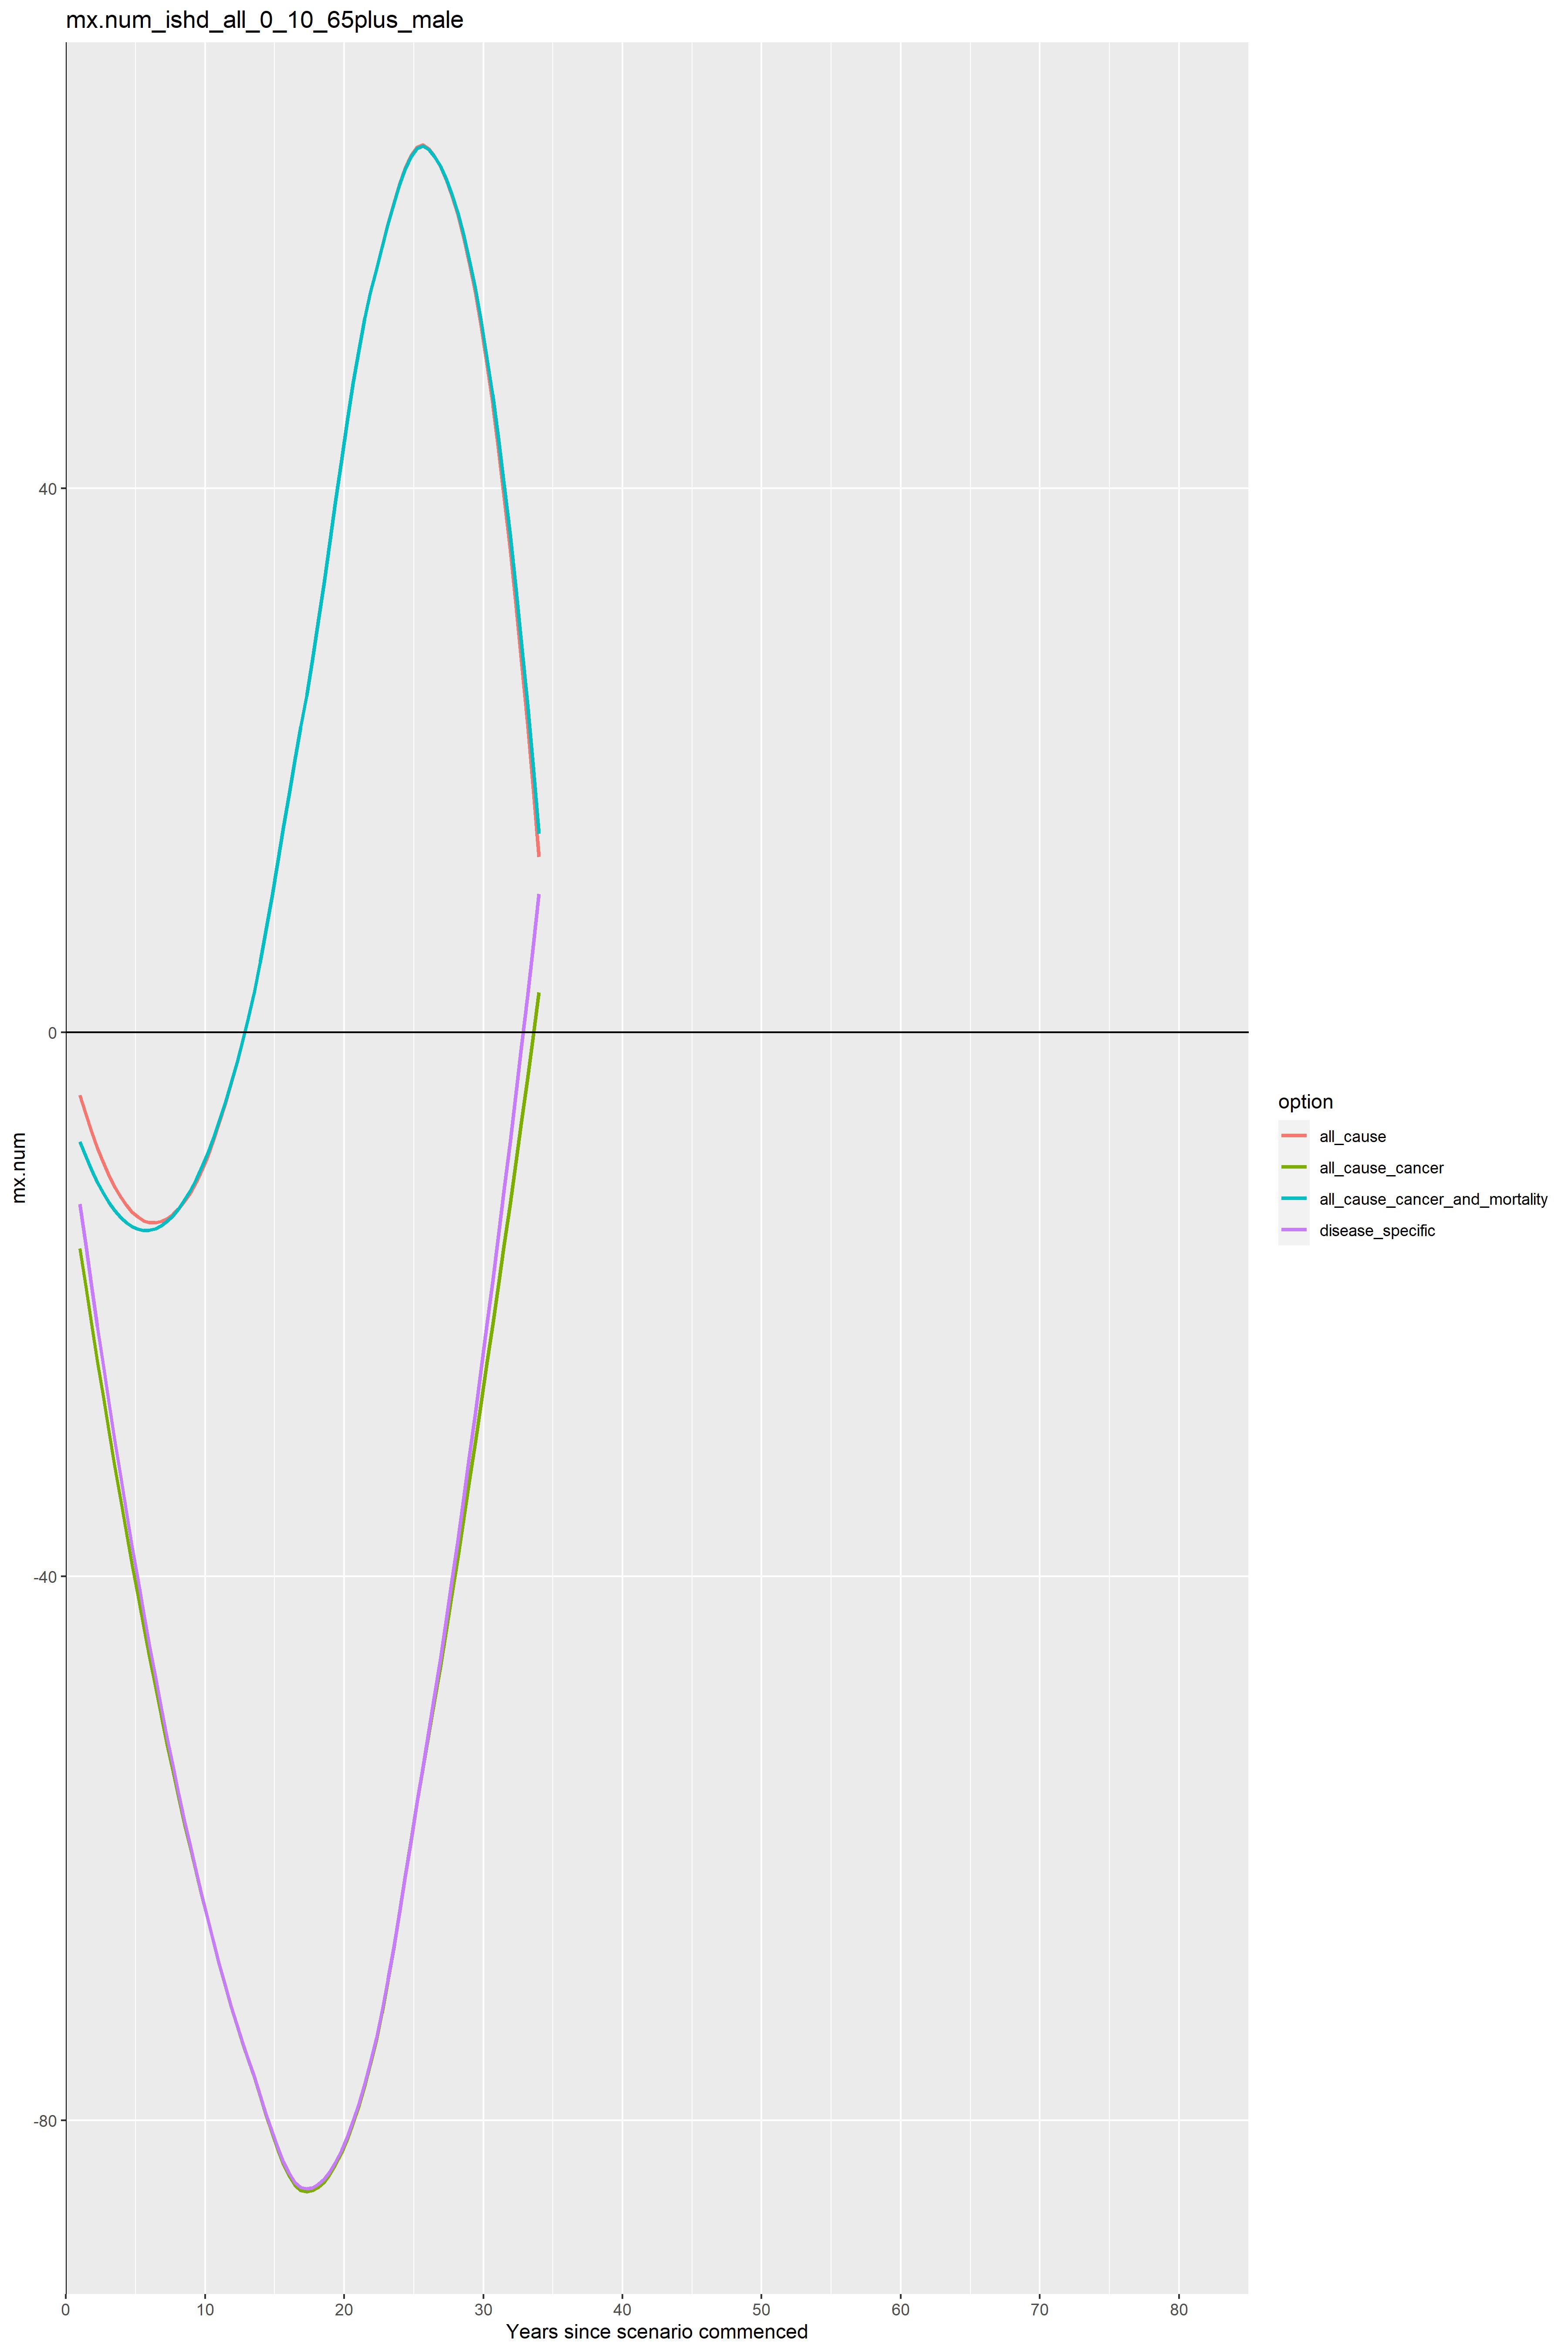 mx.num_ishd_all_0_10_65plus_male
40
0
-40
-80
mx.num
0 10 20 30 40 50 60 70 80
Years since scenario commenced
option
all_cause
all_cause_cancer
all_cause_cancer_and_mortality
disease_specific